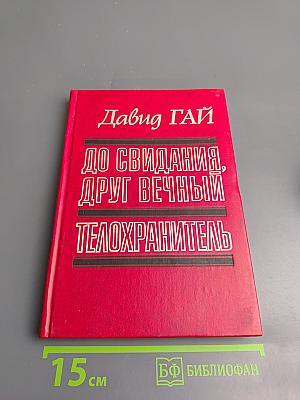 Давид ГАЙ
ДО СВИДАНИЯ,
ДРУГ ВЕЧНЫЙ
ТЕЛОХРАНИТЕЛЬ
15 см
БФ БИБЛИОФАН